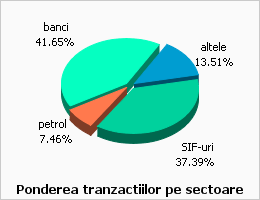 banci
41.65%
altele
13.51%
petrol
7.46%
SIF-uri
37.39%
Ponderea tranzactiilor pe sectoare